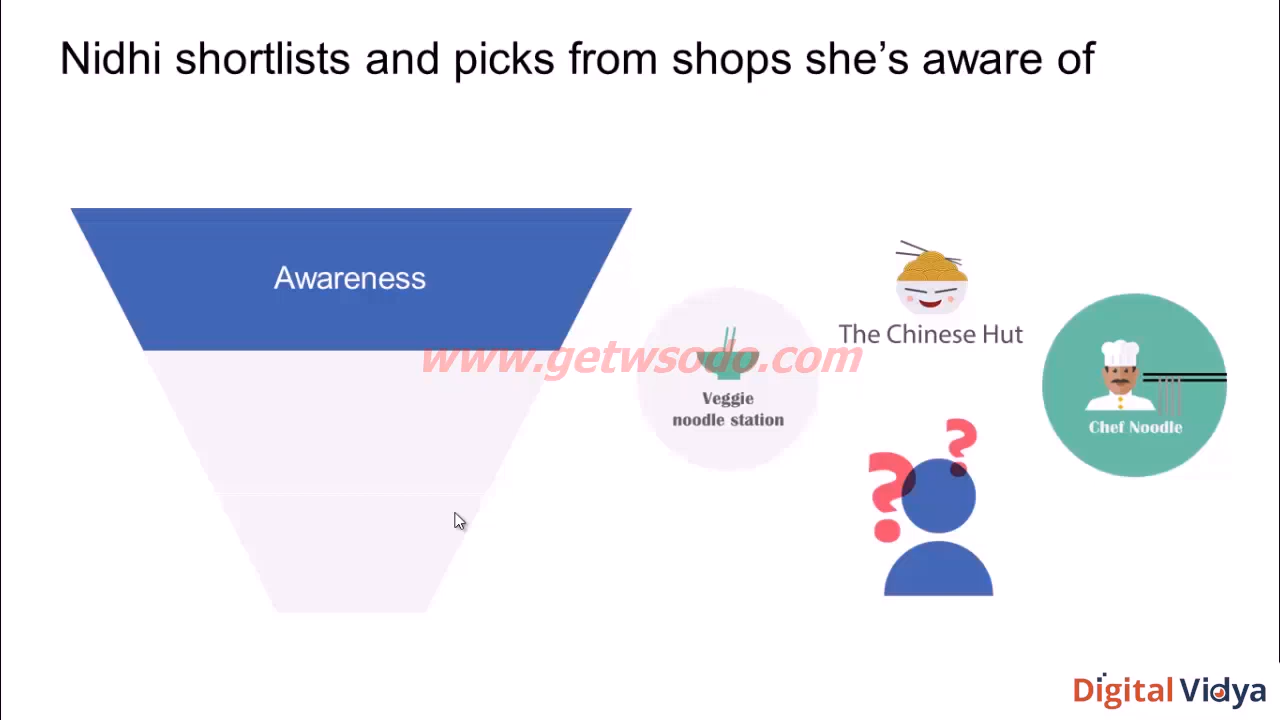 Nidhi shortlists and picks from shops she's aware of
Awareness
www.getwsodo.com
Veggie
noodle station
The Chinese Hut
Chef Noodle
? ?
Digital Vidya